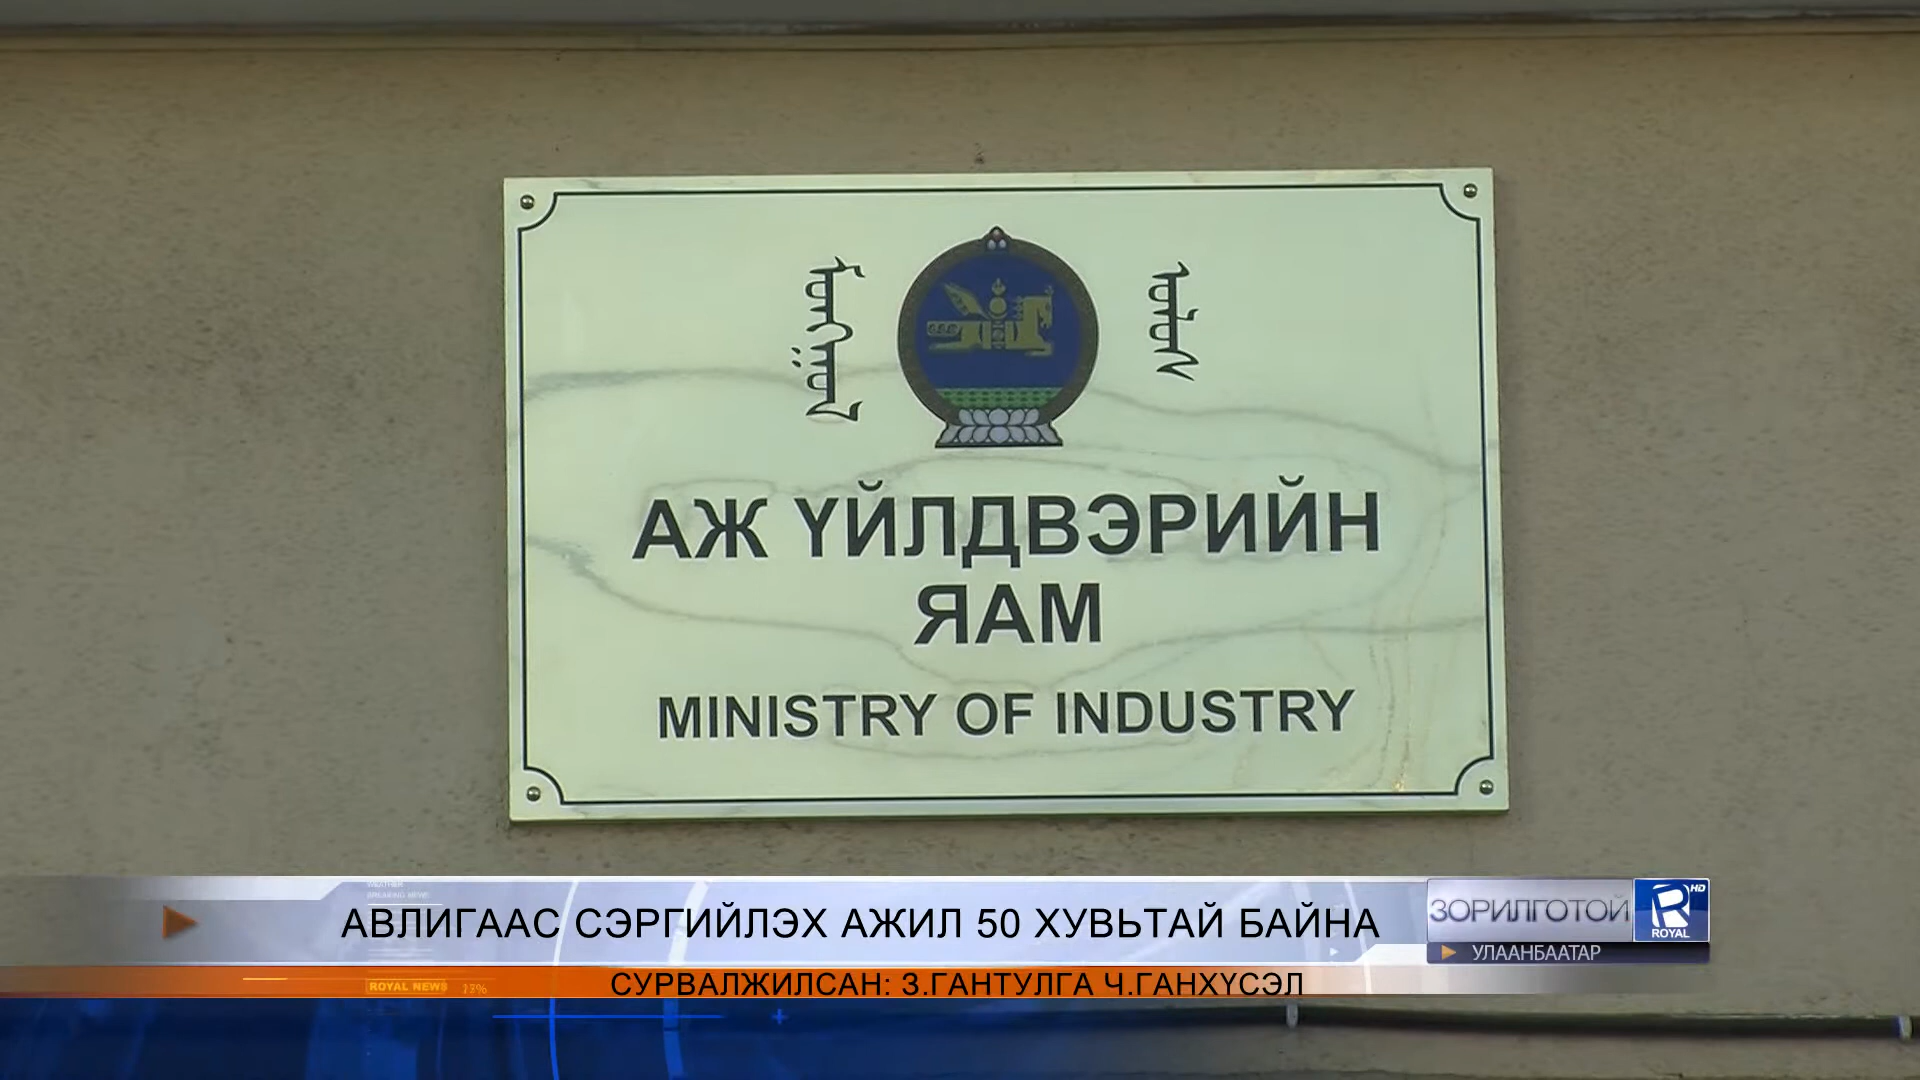 АЖ ҮЙЛДВЭРИЙН
ЯАМ
MINISTRY OF INDUSTRY
АВЛИГААС СЭРГИЙЛЭХ АЖИЛ 50 ХУВЬТАЙ БАЙНА
ЗОРИЛГОТОЙ
HD
ROYAL
УЛААНБААТАР
ROYAL NEWS
СУРВАЛЖИЛСАН: З.ГАНТУЛГА Ч.ГАНХҮСЭЛ